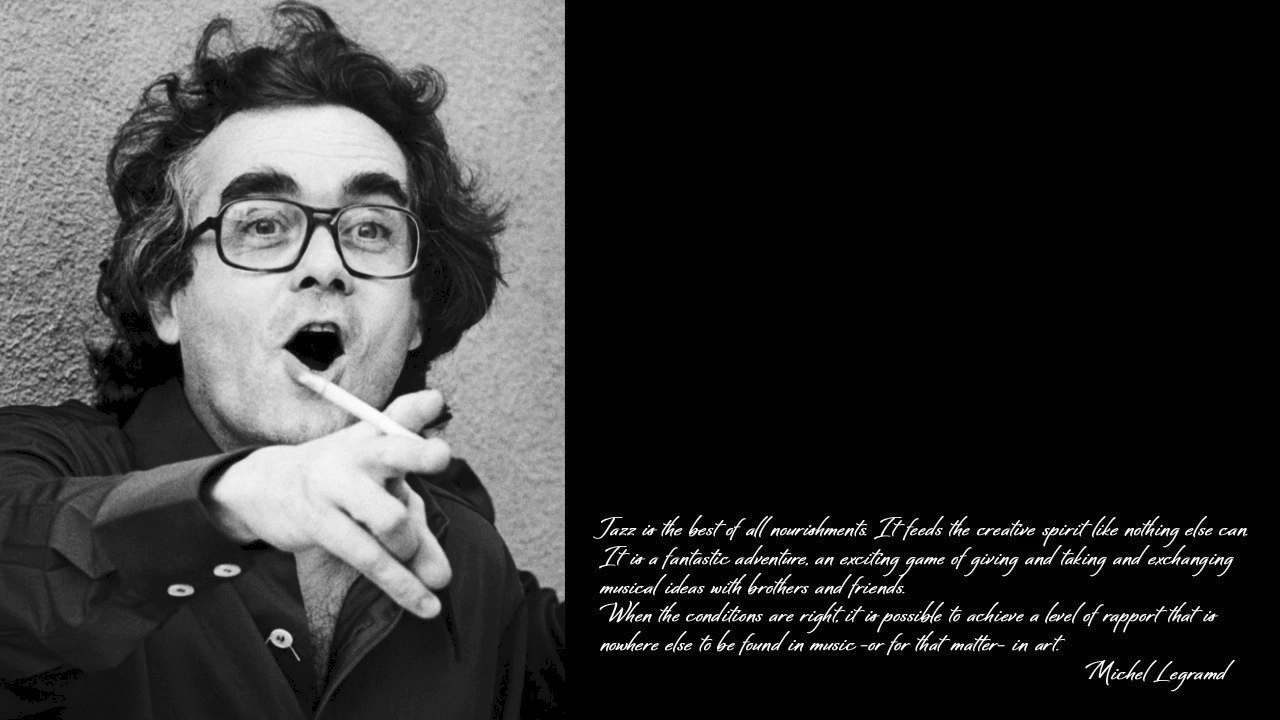 Jazz is the best of all nourishments. It feeds the creative spirit like nothing else can.
It is a fantastic adventure, an exciting game of giving and taking and exchanging
musical ideas with brothers and friends.
When the conditions are right, it is possible to achieve a level of rapport that is
nowhere else to be found in music -or for that matter- in art.
Michel Legramd